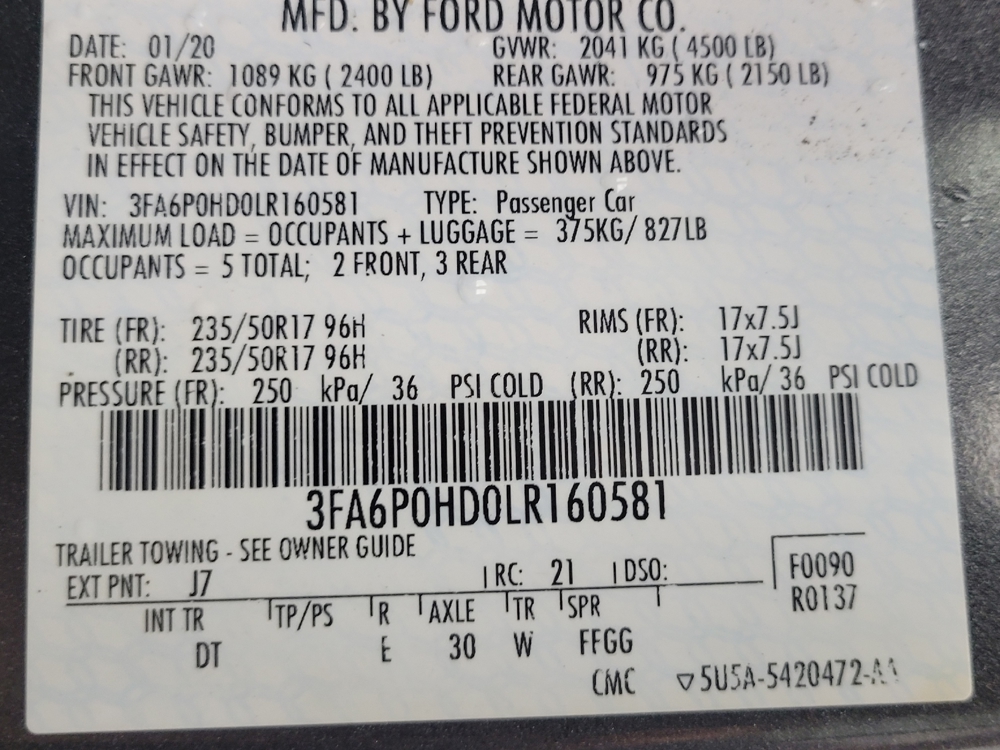 MFD. BY FORD MOTOR CO.
DATE: 01/20 GVWR: 2041 KG ( 4500 LB)
FRONT GAWR: 1089 KG ( 2400 LB) REAR GAWR: 975 KG ( 2150 LB)
THIS VEHICLE CONFORMS TO ALL APPLICABLE FEDERAL MOTOR
VEHICLE SAFETY, BUMPER, AND THEFT PREVENTION STANDARDS
IN EFFECT ON THE DATE OF MANUFACTURE SHOWN ABOVE.
VIN: 3FA6P0HD0LR160581 TYPE: Passenger Car
MAXIMUM LOAD = OCCUPANTS + LUGGAGE = 375KG/ 827LB
OCCUPANTS = 5 TOTAL; 2 FRONT, 3 REAR
TIRE (FR): 235/50R17 96H RIMS (FR): 17x7.5J
(RR): 235/50R17 96H (RR): 17x7.5J
PRESSURE (FR): 250 kPa/ 36 PSI COLD (RR): 250 kPa/ 36 PSI COLD
3FA6P0HD0LR160581
TRAILER TOWING - SEE OWNER GUIDE
EXT PNT: J7 RC: 21 DSO: F0090
R0137
INT TR TP/PS R AXLE TR SPR
DT E 30 W FFGG
CMC ▽5U5A-5420472-AA